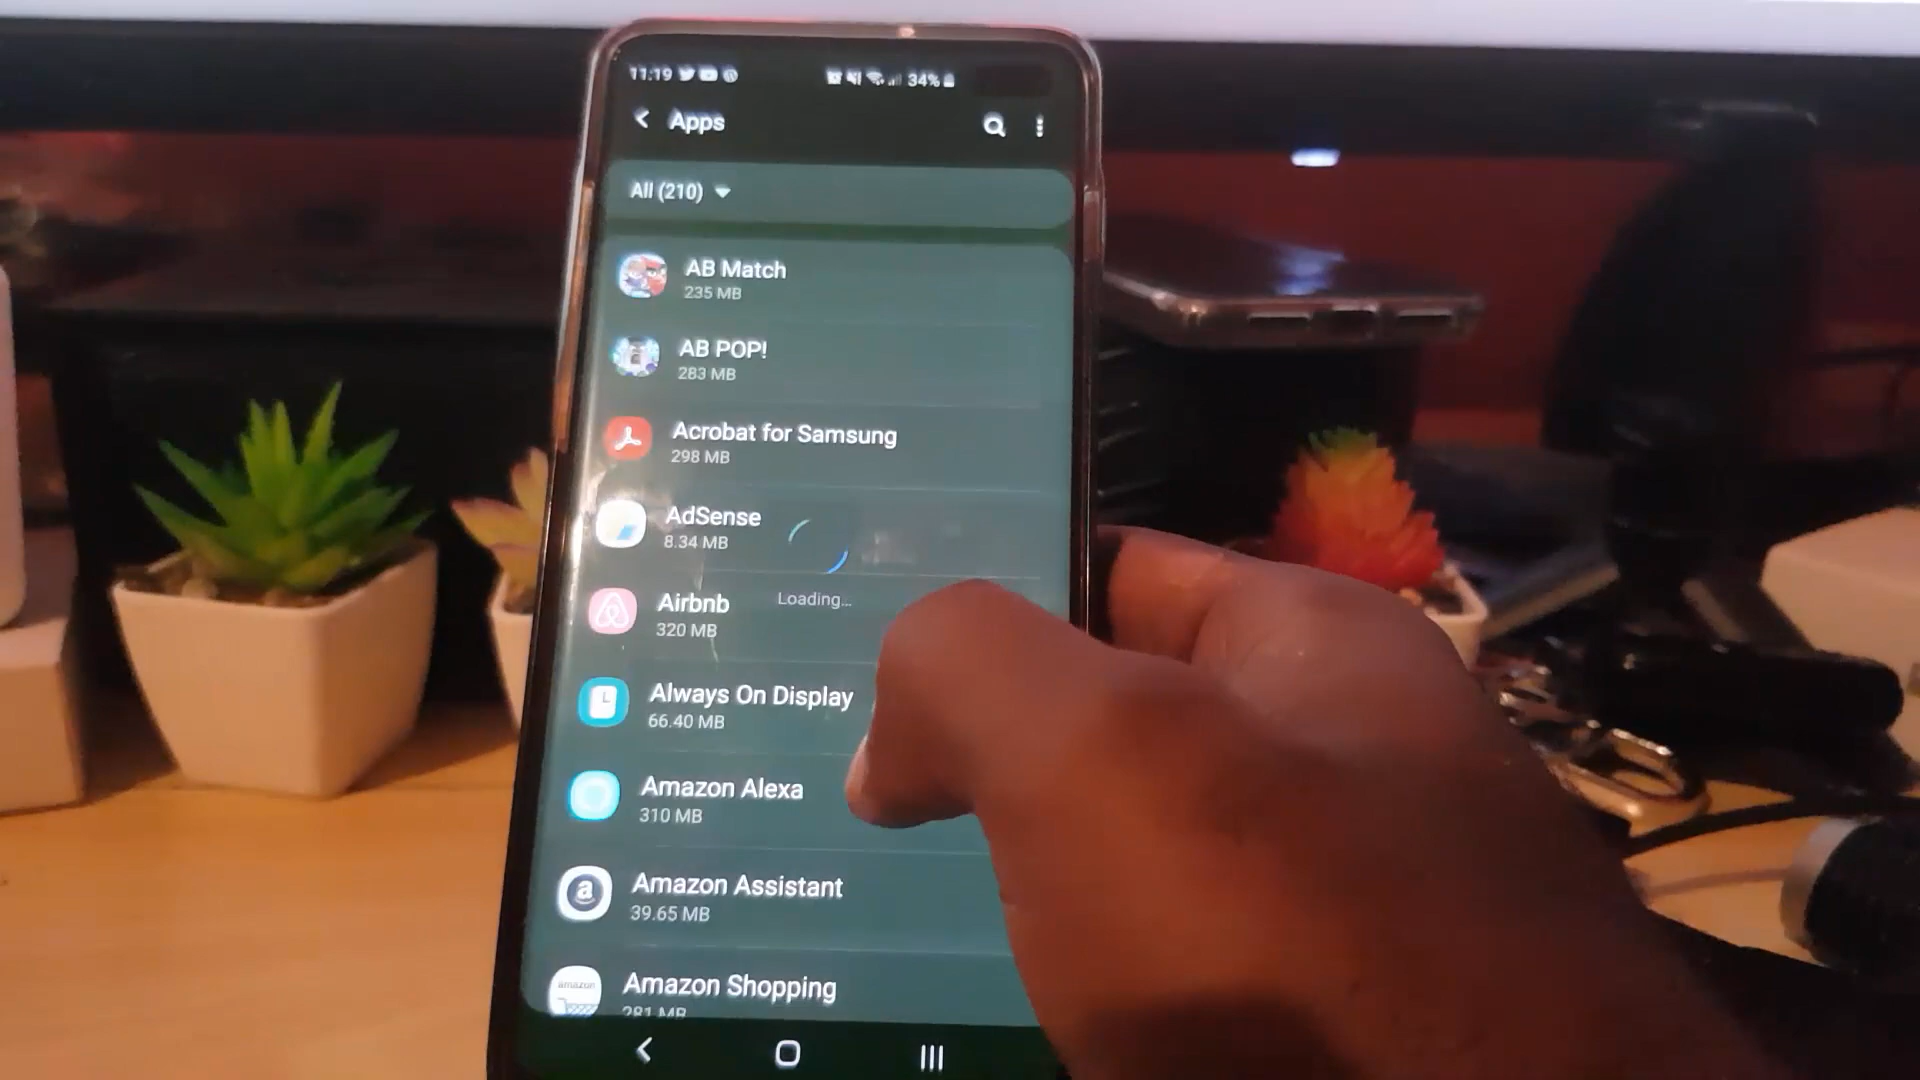 11:19
34%
Apps
All (210)
AB Match
235 MB
AB POP!
283 MB
Acrobat for Samsung
298 MB
AdSense
8.34 MB
Loading...
Airbnb
320 MB
Always On Display
66.40 MB
Amazon Alexa
310 MB
Amazon Assistant
39.65 MB
amazon
Amazon Shopping
281 MB